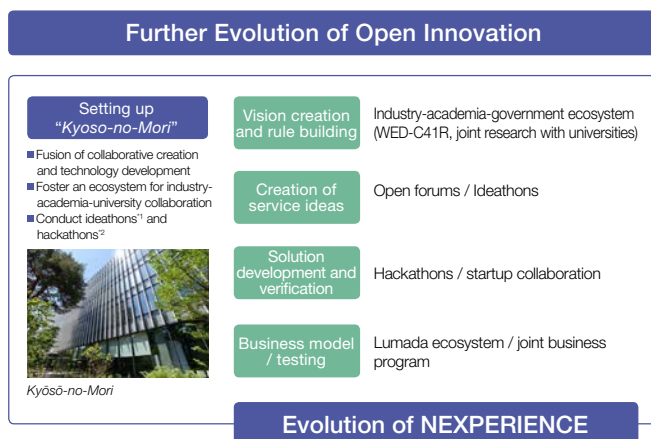 Further Evolution of Open Innovation
Setting up
“Kyoso-no-Mori”
■Fusion of collaborative creation
and technology development
■Foster an ecosystem for industry-
academia-university collaboration
■Conduct ideathons*1 and
hackathons*2
Kyōsō-no-Mori
Vision creation
and rule building
Industry-academia-government ecosystem
(WED-C41R, joint research with universities)
Creation of
service ideas
Open forums / Ideathons
Solution
development and
verification
Hackathons / startup collaboration
Business model
/ testing
Lumada ecosystem / joint business
program
Evolution of NEXPERIENCE